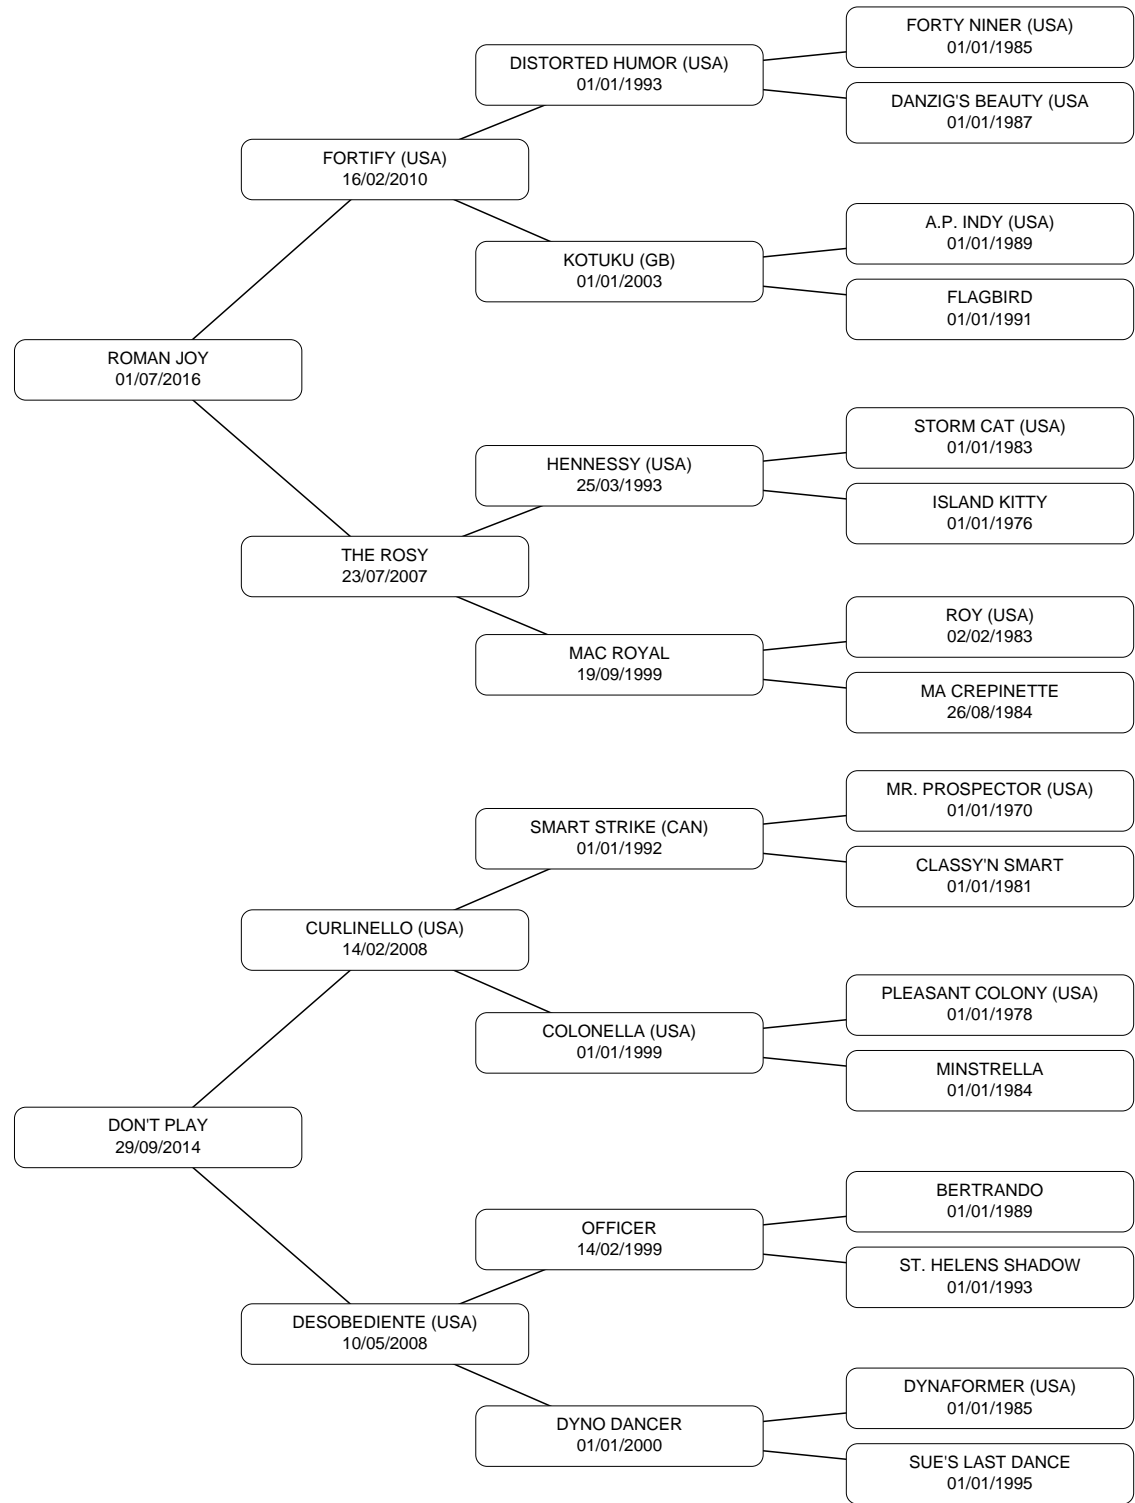 FORTY NINER (USA)
01/01/1985
DISTORTED HUMOR (USA)
01/01/1993
DANZIG'S BEAUTY (USA
01/01/1987
FORTIFY (USA)
16/02/2010
A.P. INDY (USA)
01/01/1989
KOTUKU (GB)
01/01/2003
FLAGBIRD
01/01/1991
ROMAN JOY
01/07/2016
STORM CAT (USA)
01/01/1983
HENNESSY (USA)
25/03/1993
ISLAND KITTY
01/01/1976
THE ROSY
23/07/2007
ROY (USA)
02/02/1983
MAC ROYAL
19/09/1999
MA CREPINETTE
26/08/1984
MR. PROSPECTOR (USA)
01/01/1970
SMART STRIKE (CAN)
01/01/1992
CLASSY'N SMART
01/01/1981
CURLINELLO (USA)
14/02/2008
PLEASANT COLONY (USA)
01/01/1978
COLONELLA (USA)
01/01/1999
MINSTRELLA
01/01/1984
DON'T PLAY
29/09/2014
BERTRANDO
01/01/1989
OFFICER
14/02/1999
ST. HELENS SHADOW
01/01/1993
DESOBEDIENTE (USA)
10/05/2008
DYNAFORMER (USA)
01/01/1985
DYNO DANCER
01/01/2000
SUE'S LAST DANCE
01/01/1995